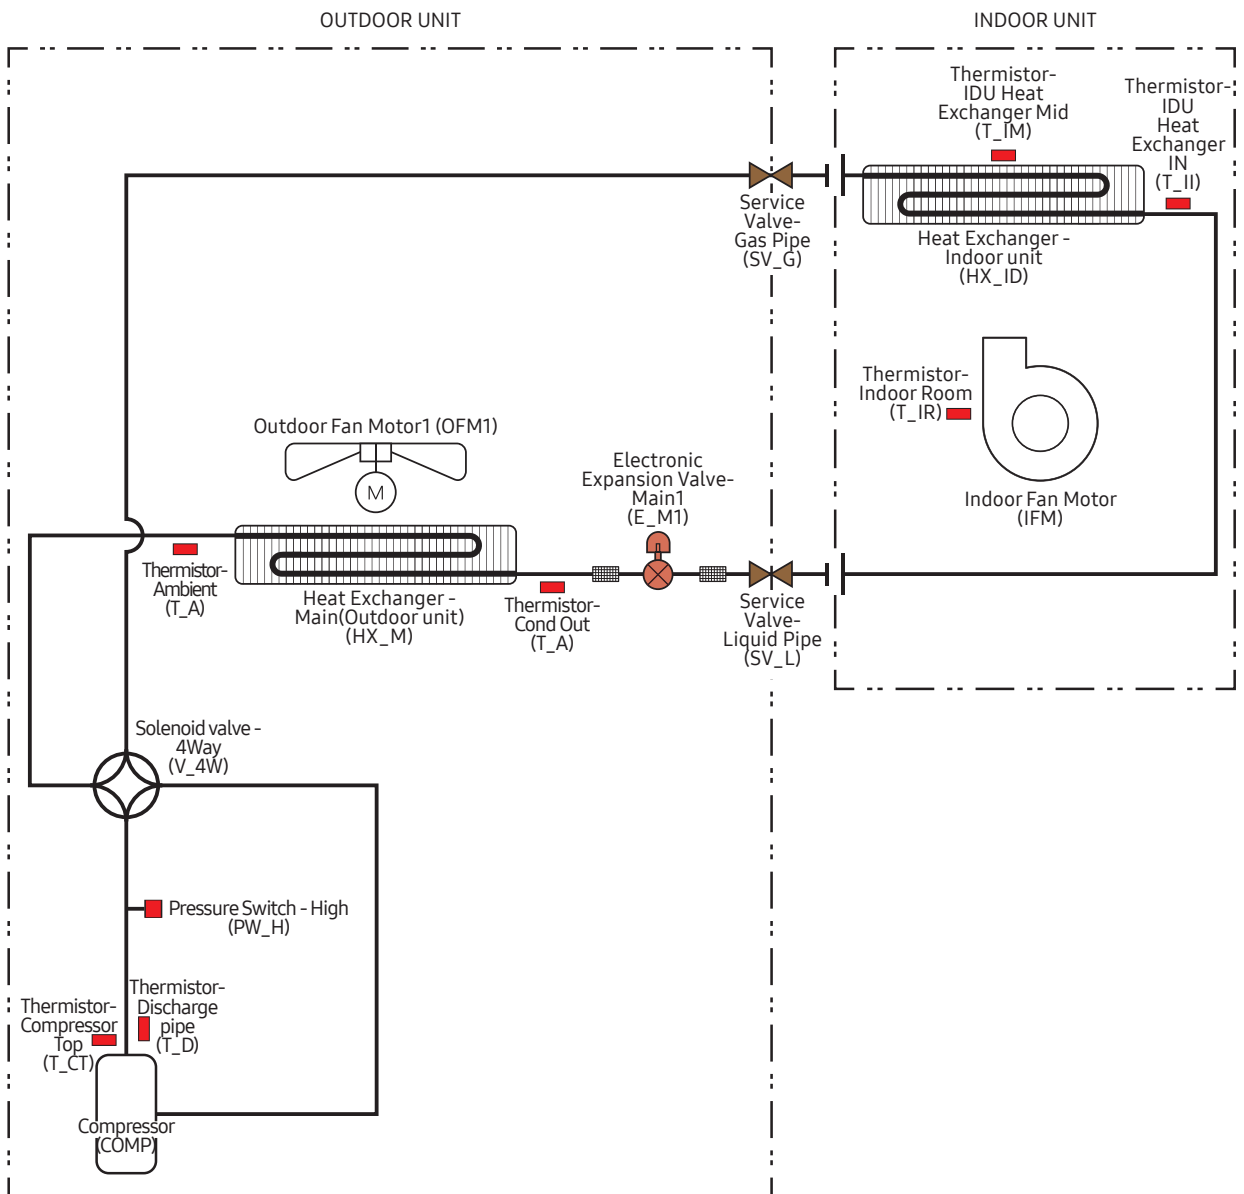 OUTDOOR UNIT
INDOOR UNIT
Thermistor-
IDU Heat
Exchanger Mid
(T_IM)
Thermistor-
IDU
Heat
Exchanger
IN
(T_II)
Service
Valve-
Gas Pipe
(SV_G)
Heat Exchanger -
Indoor unit
(HX_ID)
Thermistor-
Indoor Room
(T_IR)
Indoor Fan Motor
(IFM)
Outdoor Fan Motor1 (OFM1)
M
Electronic
Expansion Valve-
Main1
(E_M1)
Thermistor-
Ambient
(T_A)
Heat Exchanger -
Main(Outdoor unit)
(HX_M)
Thermistor-
Cond Out
(T_A)
Service
Valve-
Liquid Pipe
(SV_L)
Solenoid valve -
4Way
(V_4W)
Pressure Switch - High
(PW_H)
Thermistor-
Discharge
pipe
(T_D)
Thermistor-
Compressor
Top
(T_CT)
Compressor
(COMP)